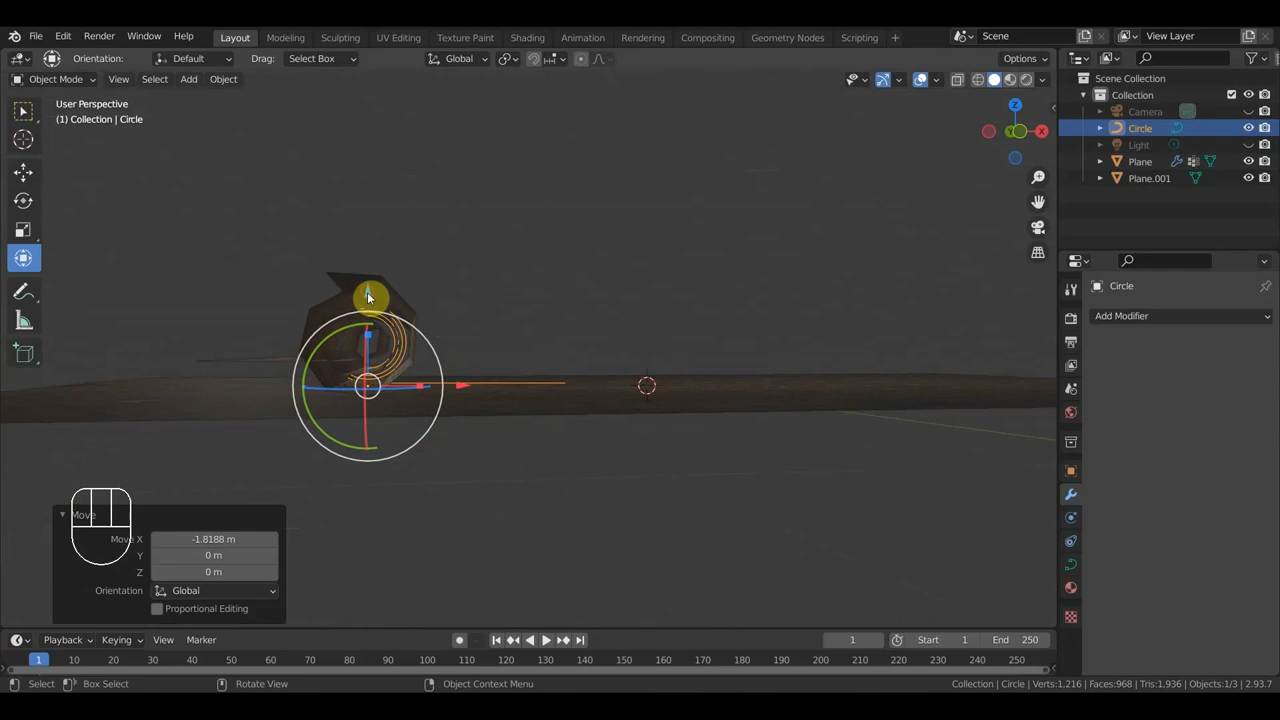 File Edit Render Window Help
Layout Modeling Sculpting UV Editing Texture Paint Shading Animation Rendering Compositing Geometry Nodes Scripting + Scene View Layer
Orientation: Default Drag: Select Box Global Options
Object Mode View Select Add Object
User Perspective
(1) Collection | Circle
Z
Y X
Scene Collection
Collection
Camera
Circle
Light
Plane
Plane.001
Circle
Add Modifier
Move
Move X -1.8188 m
Y 0 m
Z 0 m
Orientation Global
Proportional Editing
Playback Keying View Marker 1 Start 1 End 250
1 10 20 30 40 50 60 70 80 90 100 110 120 130 140 150 160 170 180 190 200 210 220 230 240 250
Select Box Select Rotate View Object Context Menu Collection | Circle | Verts:1,216 | Faces:968 | Tris:1,936 | Objects:1/3 | 2.93.7